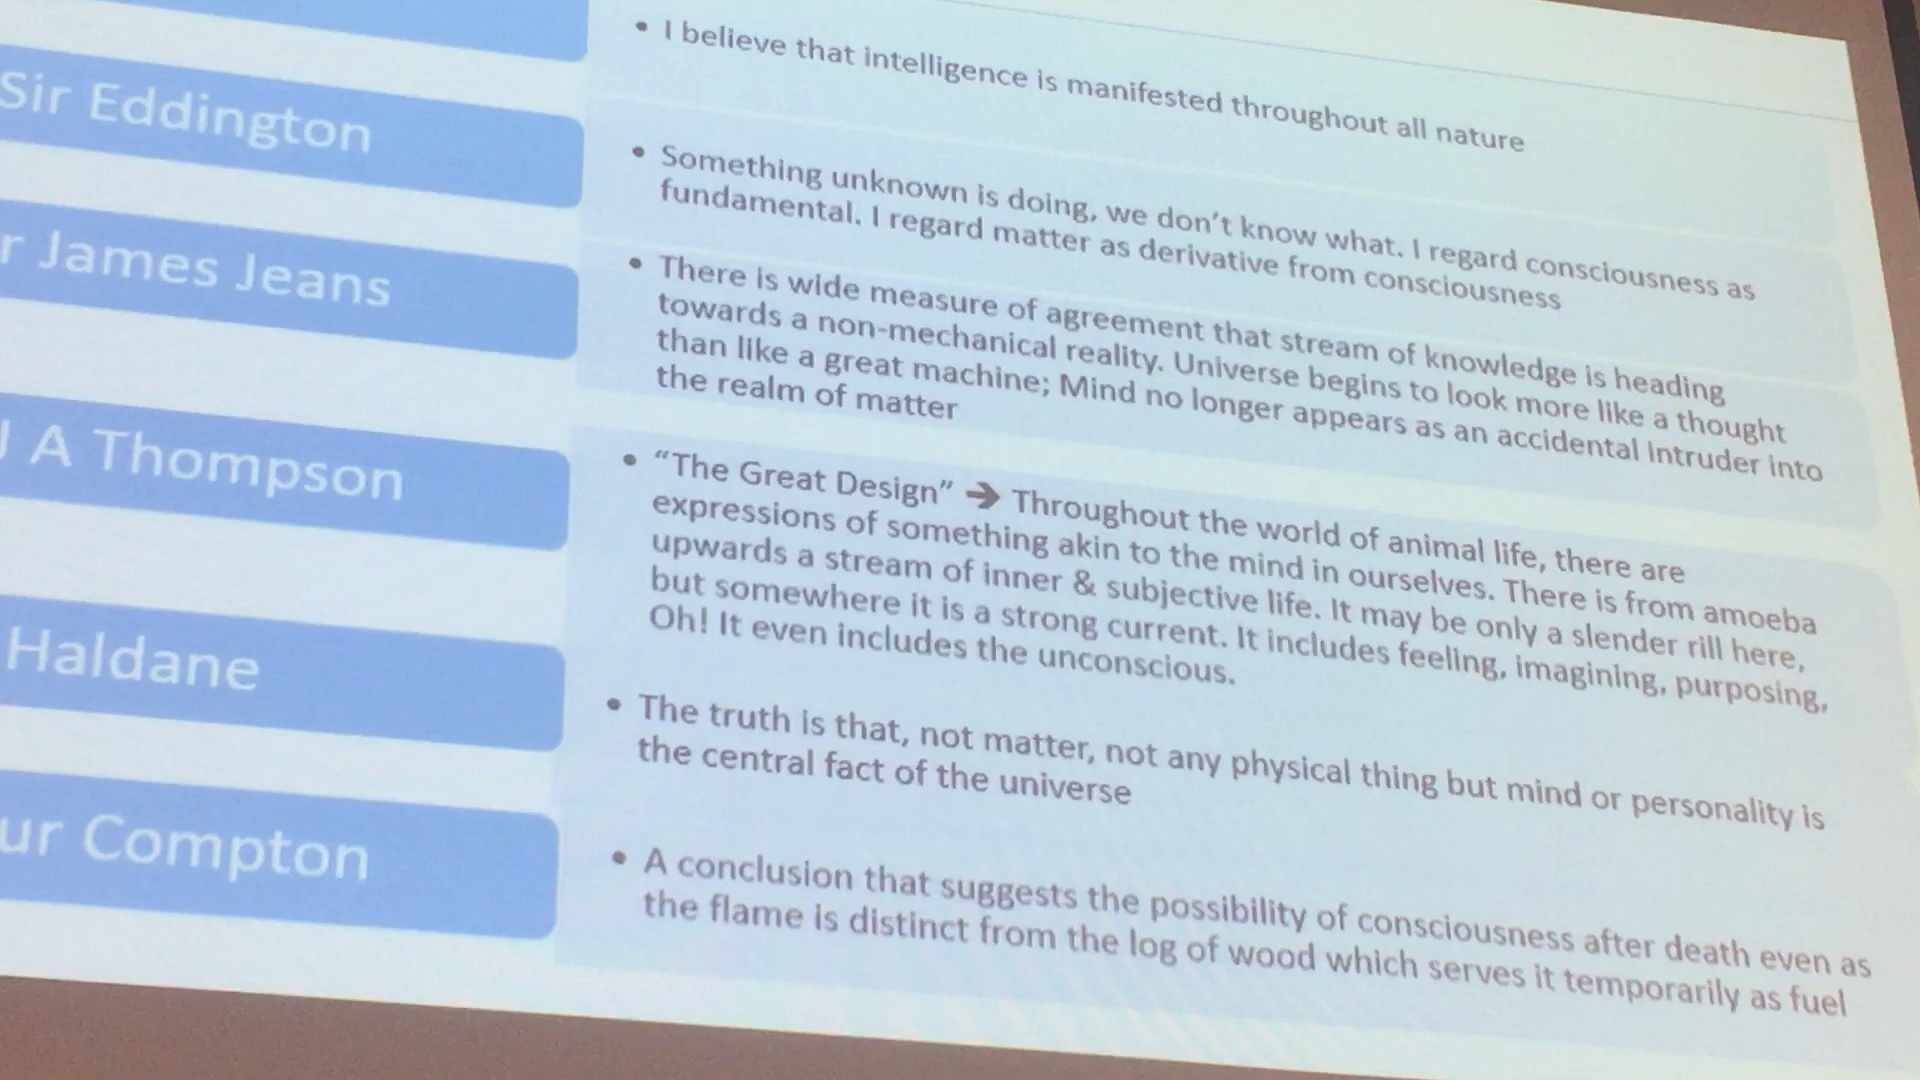 • I believe that intelligence is manifested throughout all nature
Sir Eddington
• Something unknown is doing, we don't know what. I regard consciousness as
fundamental. I regard matter as derivative from consciousness
r James Jeans
• There is wide measure of agreement that stream of knowledge is heading
towards a non-mechanical reality. Universe begins to look more like a thought
than like a great machine; Mind no longer appears as an accidental intruder into
the realm of matter
J A Thompson
• “The Great Design” ➔ Throughout the world of animal life, there are
expressions of something akin to the mind in ourselves. There is from amoeba
upwards a stream of inner & subjective life. It may be only a slender rill here,
but somewhere it is a strong current. It includes feeling, imagining, purposing,
Oh! It even includes the unconscious.
Haldane
• The truth is that, not matter, not any physical thing but mind or personality is
the central fact of the universe
ur Compton
• A conclusion that suggests the possibility of consciousness after death even as
the flame is distinct from the log of wood which serves it temporarily as fuel